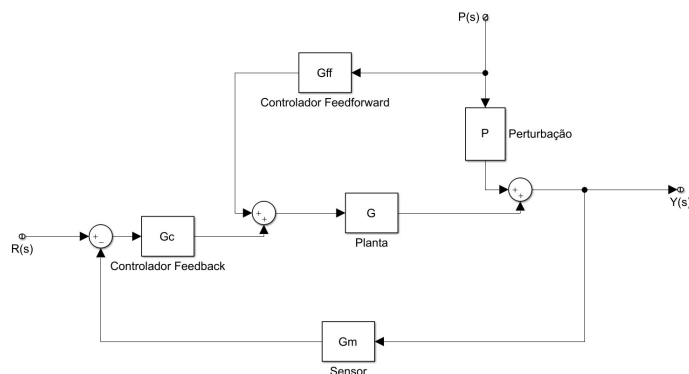 P(s)
Gff
Controlador Feedforward
P
Perturbação
+
+
Y(s)
R(s)
+
−
Gc
Controlador Feedback
+
+
G
Planta
Gm
Sensor